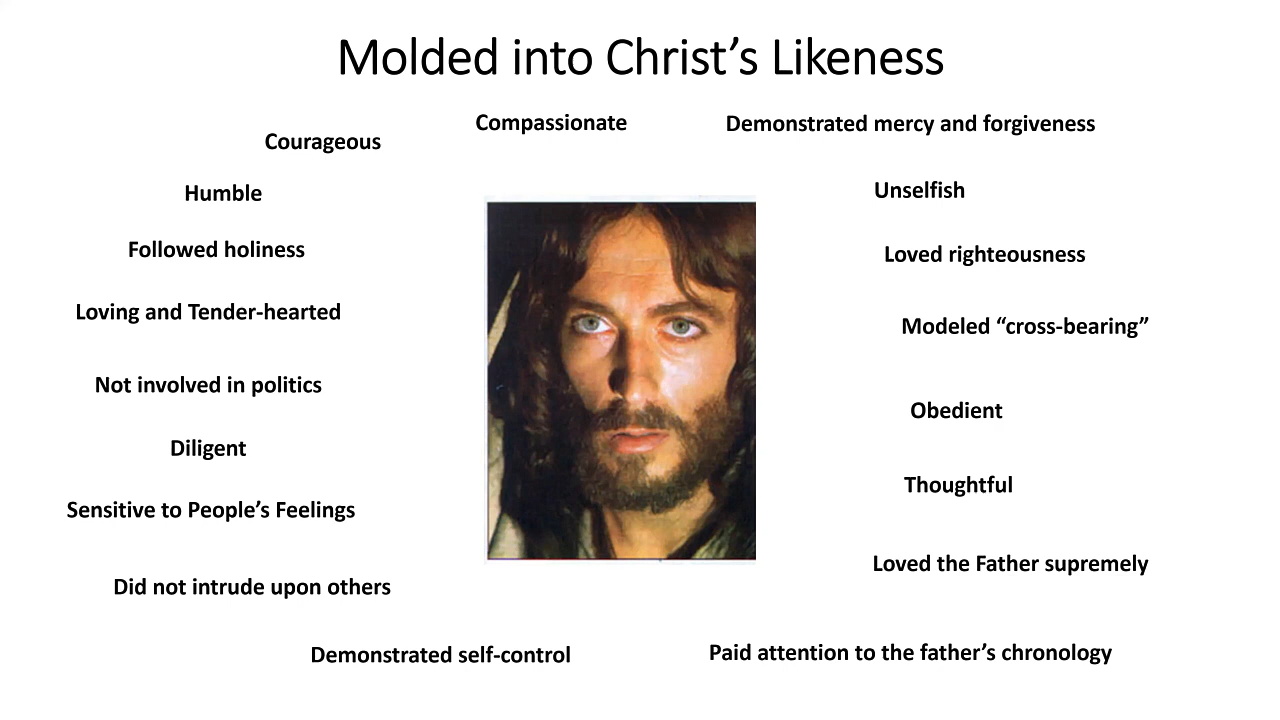 Molded into Christ’s Likeness
Compassionate
Demonstrated mercy and forgiveness
Courageous
Humble
Unselfish
Followed holiness
Loved righteousness
Loving and Tender-hearted
Modeled “cross-bearing”
Not involved in politics
Obedient
Diligent
Thoughtful
Sensitive to People’s Feelings
Loved the Father supremely
Did not intrude upon others
Demonstrated self-control
Paid attention to the father’s chronology